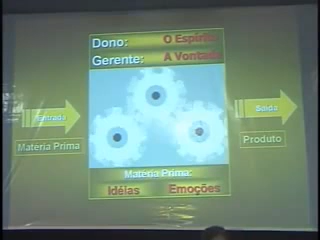 Dono: O Espírito
Gerente: A Vontade
Entrada
Saída
Matéria Prima
Produto
Matéria Prima:
Idéias Emoções